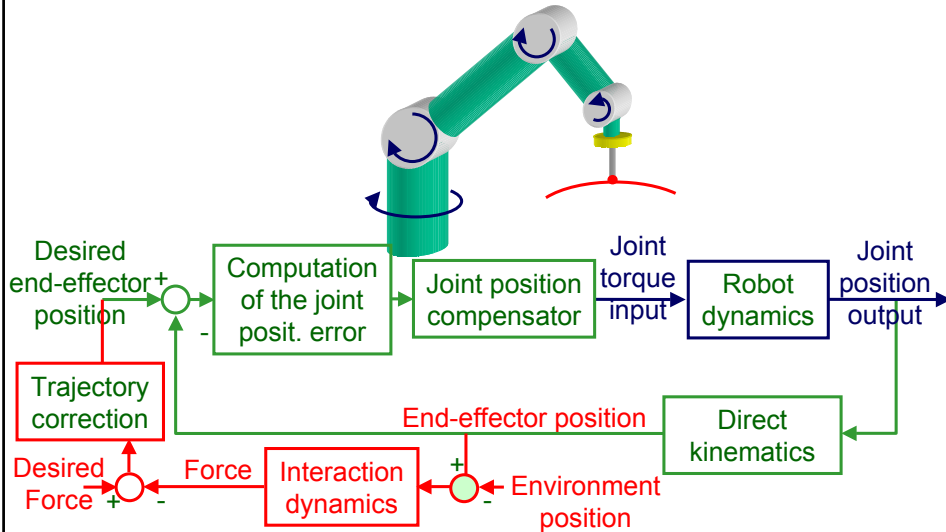 Desired
end-effector
position
+
-
Computation
of the joint
posit. error
Joint position
compensator
Joint
torque
input
Robot
dynamics
Joint
position
output
Trajectory
correction
End-effector position
Direct
kinematics
Desired
Force
+
-
Force
Interaction
dynamics
+
-
Environment
position